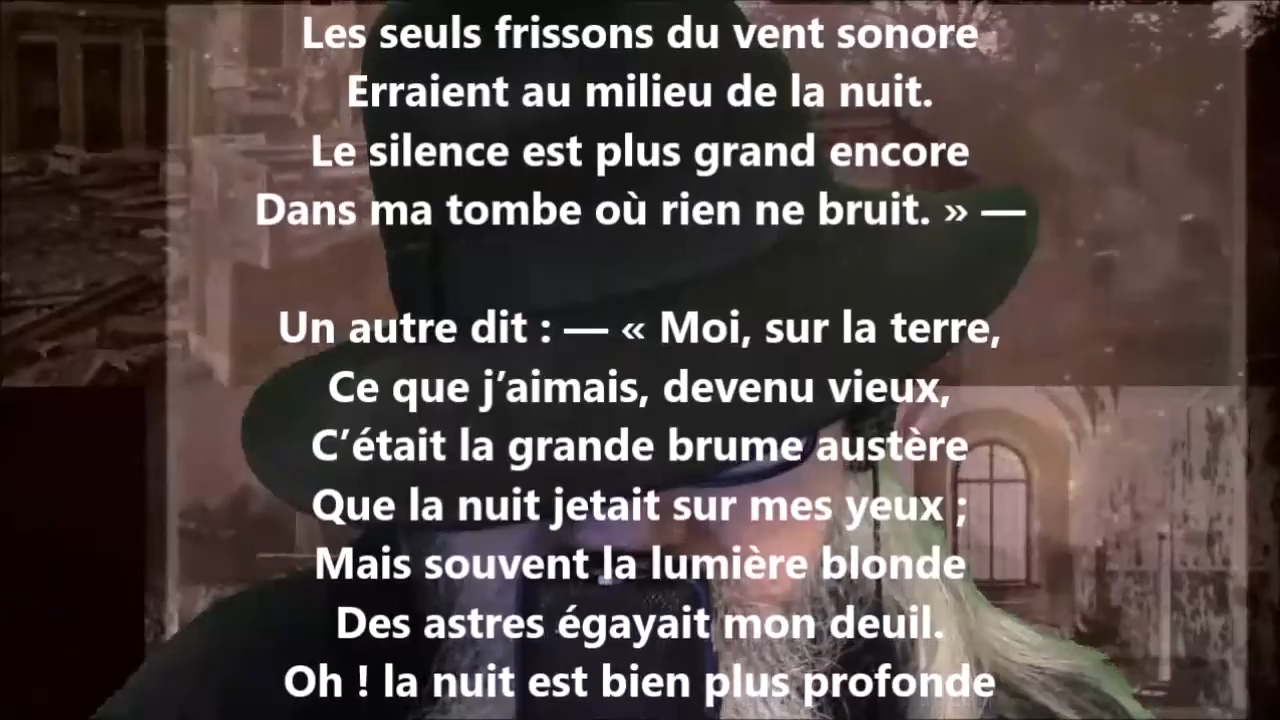 Les seuls frissons du vent sonore
Erraient au milieu de la nuit.
Le silence est plus grand encore
Dans ma tombe où rien ne bruit. » —
Un autre dit : — « Moi, sur la terre,
Ce que j’aimais, devenu vieux,
C’était la grande brume austère
Que la nuit jetait sur mes yeux ;
Mais souvent la lumière blonde
Des astres égayait mon deuil.
Oh ! la nuit est bien plus profonde